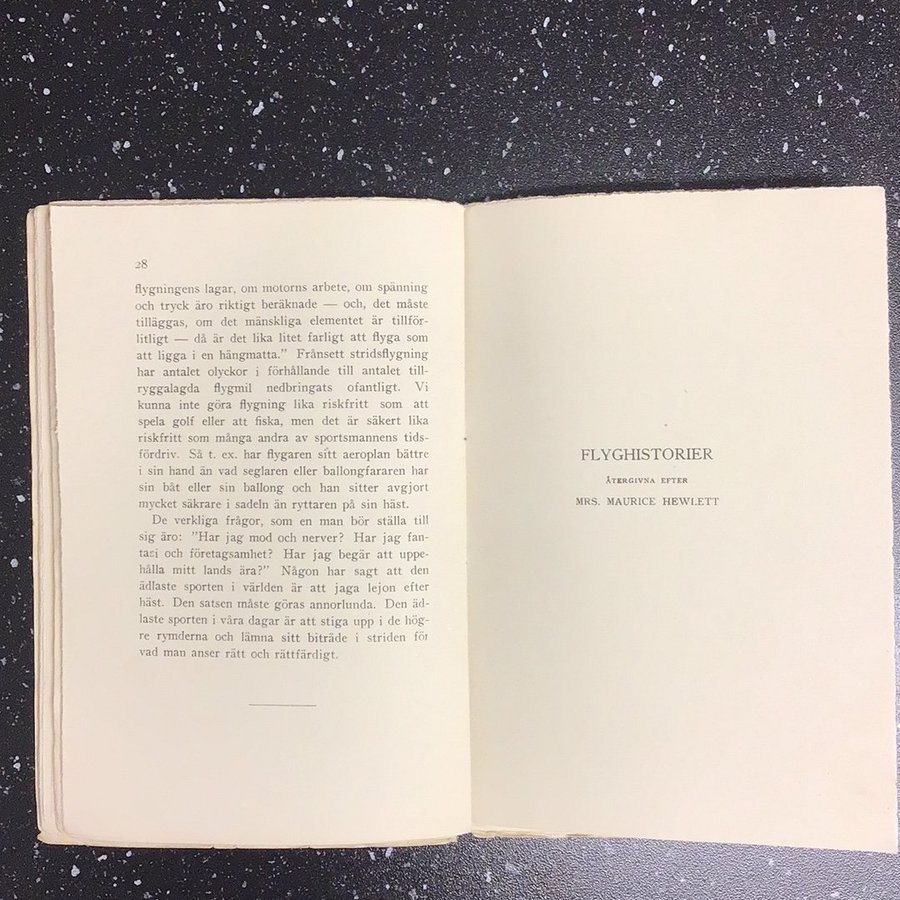 28
flygningens lagar, om motorns arbete, om spänning
och tryck äro riktigt beräknade — och, det måste
tilläggas, om det mänskliga elementet är tillför-
litligt — då är det lika litet farligt att flyga som
att ligga i en hängmatta.” Frånsett stridsflygning
har antalet olyckor i förhållande till antalet till-
ryggalagda flygmil nedbringats ofantligt. Vi
kunna inte göra flygning lika riskfritt som att
spela golf eller att fiska, men det är säkert lika
riskfritt som många andra av sportsmannens tids-
fördriv. Så t. ex. har flygaren sitt aeroplan bättre
i sin hand än vad seglaren eller ballongfararen har
sin båt eller sin ballong och han sitter avgjort
mycket säkrare i sadeln än ryttaren på sin häst.
De verkliga frågor, som en man bör ställa till
sig äro: ”Har jag mod och nerver? Har jag fan-
tasi och företagsamhet? Har jag begär att uppe-
hålla mitt lands ära?” Någon har sagt att den
ädlaste sporten i världen är att jaga lejon efter
häst. Den satsen måste göras annorlunda. Den äd-
laste sporten i våra dagar är att stiga upp i de hög-
re rymderna och lämna sitt biträde i striden för
vad man anser rätt och rättfärdigt.
FLYGHISTORIER
ÅTERGIVNA EFTER
MRS. MAURICE HEWLETT